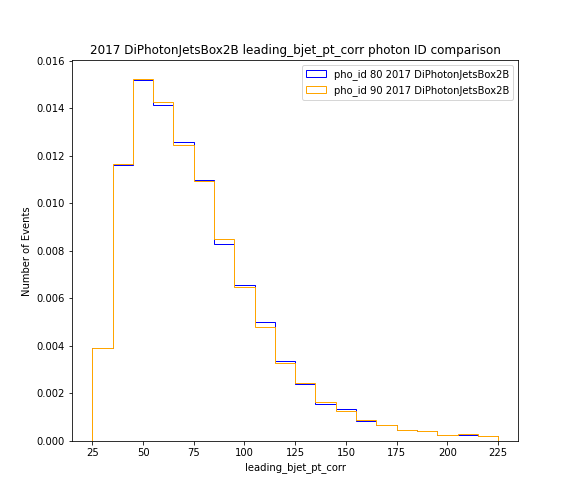 2017 DiPhotonJetsBox2B leading_bjet_pt_corr photon ID comparison
pho_id 80 2017 DiPhotonJetsBox2B
pho_id 90 2017 DiPhotonJetsBox2B
Number of Events
0.016
0.014
0.012
0.010
0.008
0.006
0.004
0.002
0.000
25 50 75 100 125 150 175 200 225
leading_bjet_pt_corr